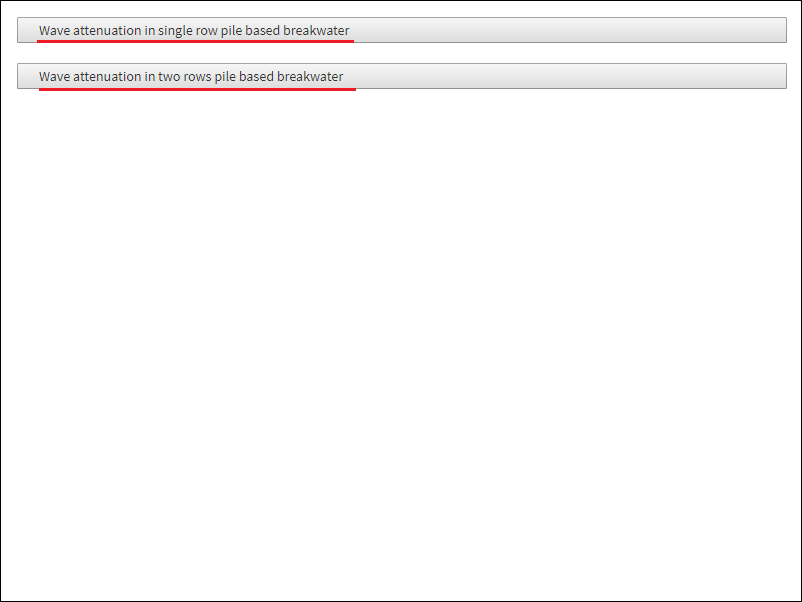 Wave attenuation in single row pile based breakwater
Wave attenuation in two rows pile based breakwater